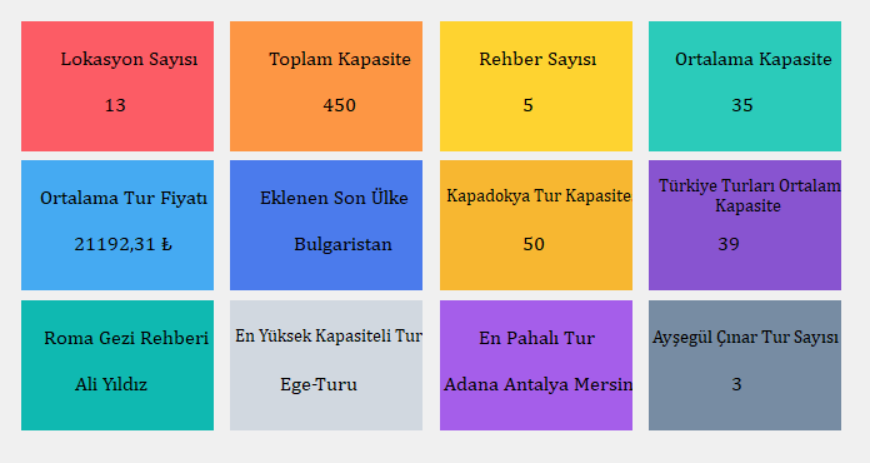 Lokasyon Sayısı
13
Toplam Kapasite
450
Rehber Sayısı
5
Ortalama Kapasite
35
Ortalama Tur Fiyatı
21192,31 ₺
Eklenen Son Ülke
Bulgaristan
Kapadokya Tur Kapasite
50
Türkiye Turları Ortalam
Kapasite
39
Roma Gezi Rehberi
Ali Yıldız
En Yüksek Kapasiteli Tur
Ege-Turu
En Pahalı Tur
Adana Antalya Mersin
Ayşegül Çınar Tur Sayısı
3